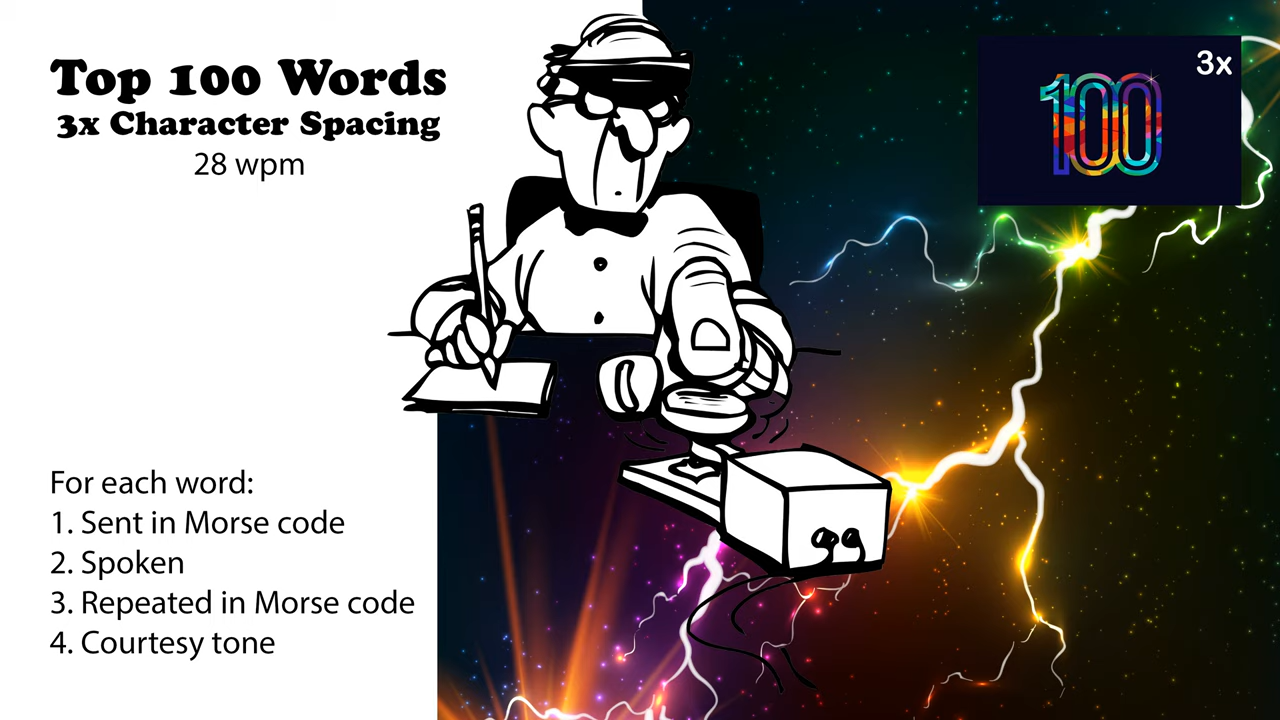 Top 100 Words
3x Character Spacing
28 wpm
3x
100
For each word:
1. Sent in Morse code
2. Spoken
3. Repeated in Morse code
4. Courtesy tone